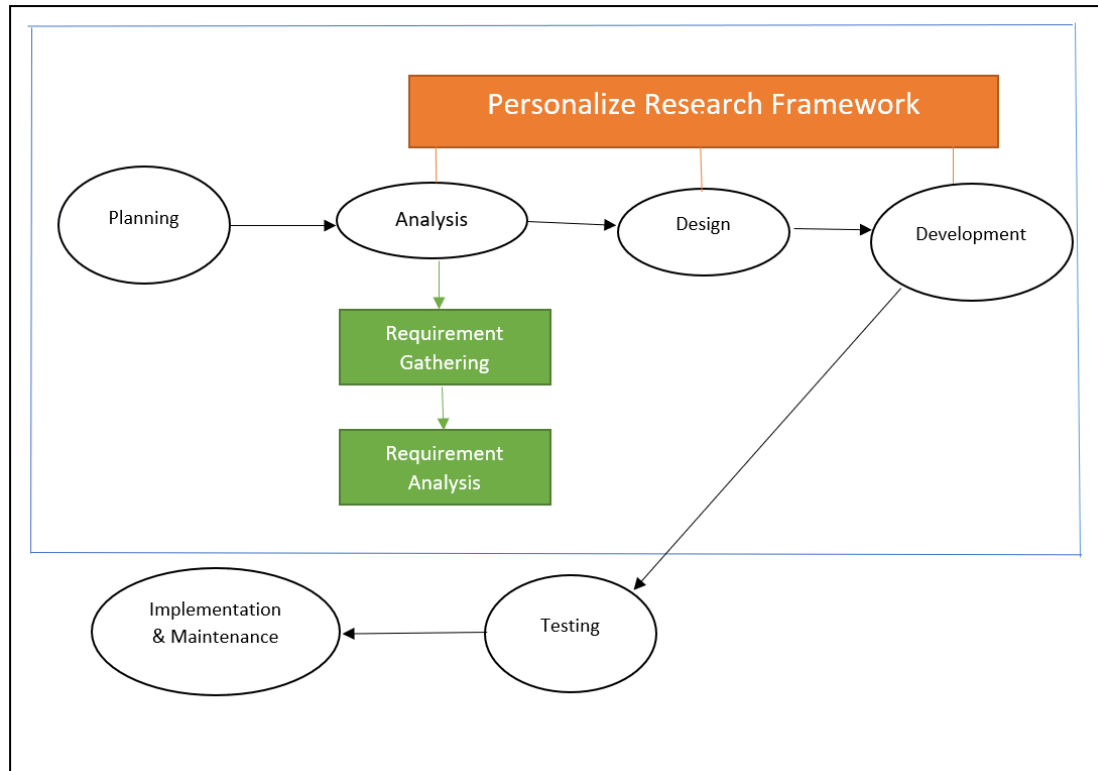 Personalize Research Framework
Planning
Analysis
Design
Development
Requirement
Gathering
Requirement
Analysis
Implementation
& Maintenance
Testing